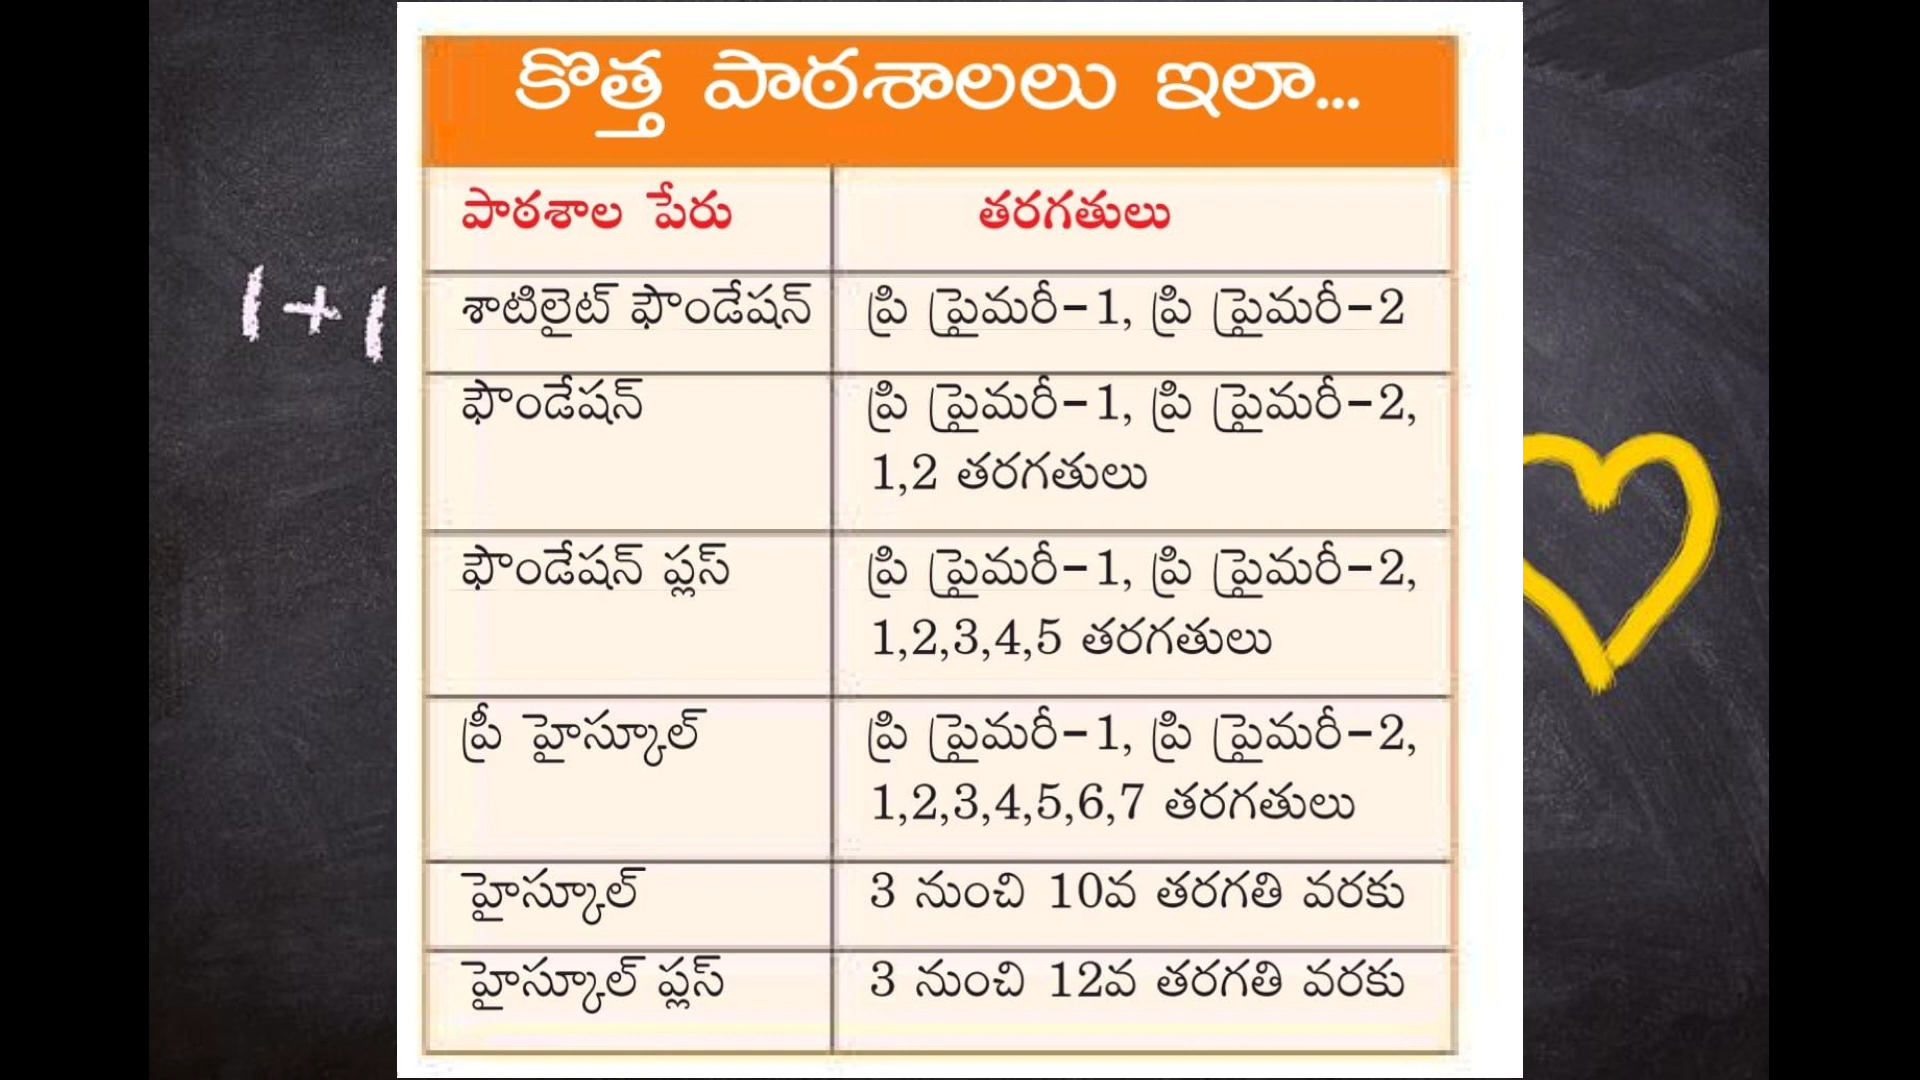 కొత్త పాఠశాలలు ఇలా...
పాఠశాల పేరు తరగతులు
శాటిలైట్ ఫౌండేషన్ ప్రి ప్రైమరీ-1, ప్రి ప్రైమరీ-2
ఫౌండేషన్ ప్రి ప్రైమరీ-1, ప్రి ప్రైమరీ-2,
1,2 తరగతులు
ఫౌండేషన్ ప్లస్ ప్రి ప్రైమరీ-1, ప్రి ప్రైమరీ-2,
1,2,3,4,5 తరగతులు
ప్రీ హైస్కూల్ ప్రి ప్రైమరీ-1, ప్రి ప్రైమరీ-2,
1,2,3,4,5,6,7 తరగతులు
హైస్కూల్ 3 నుంచి 10వ తరగతి వరకు
హైస్కూల్ ప్లస్ 3 నుంచి 12వ తరగతి వరకు
1+1